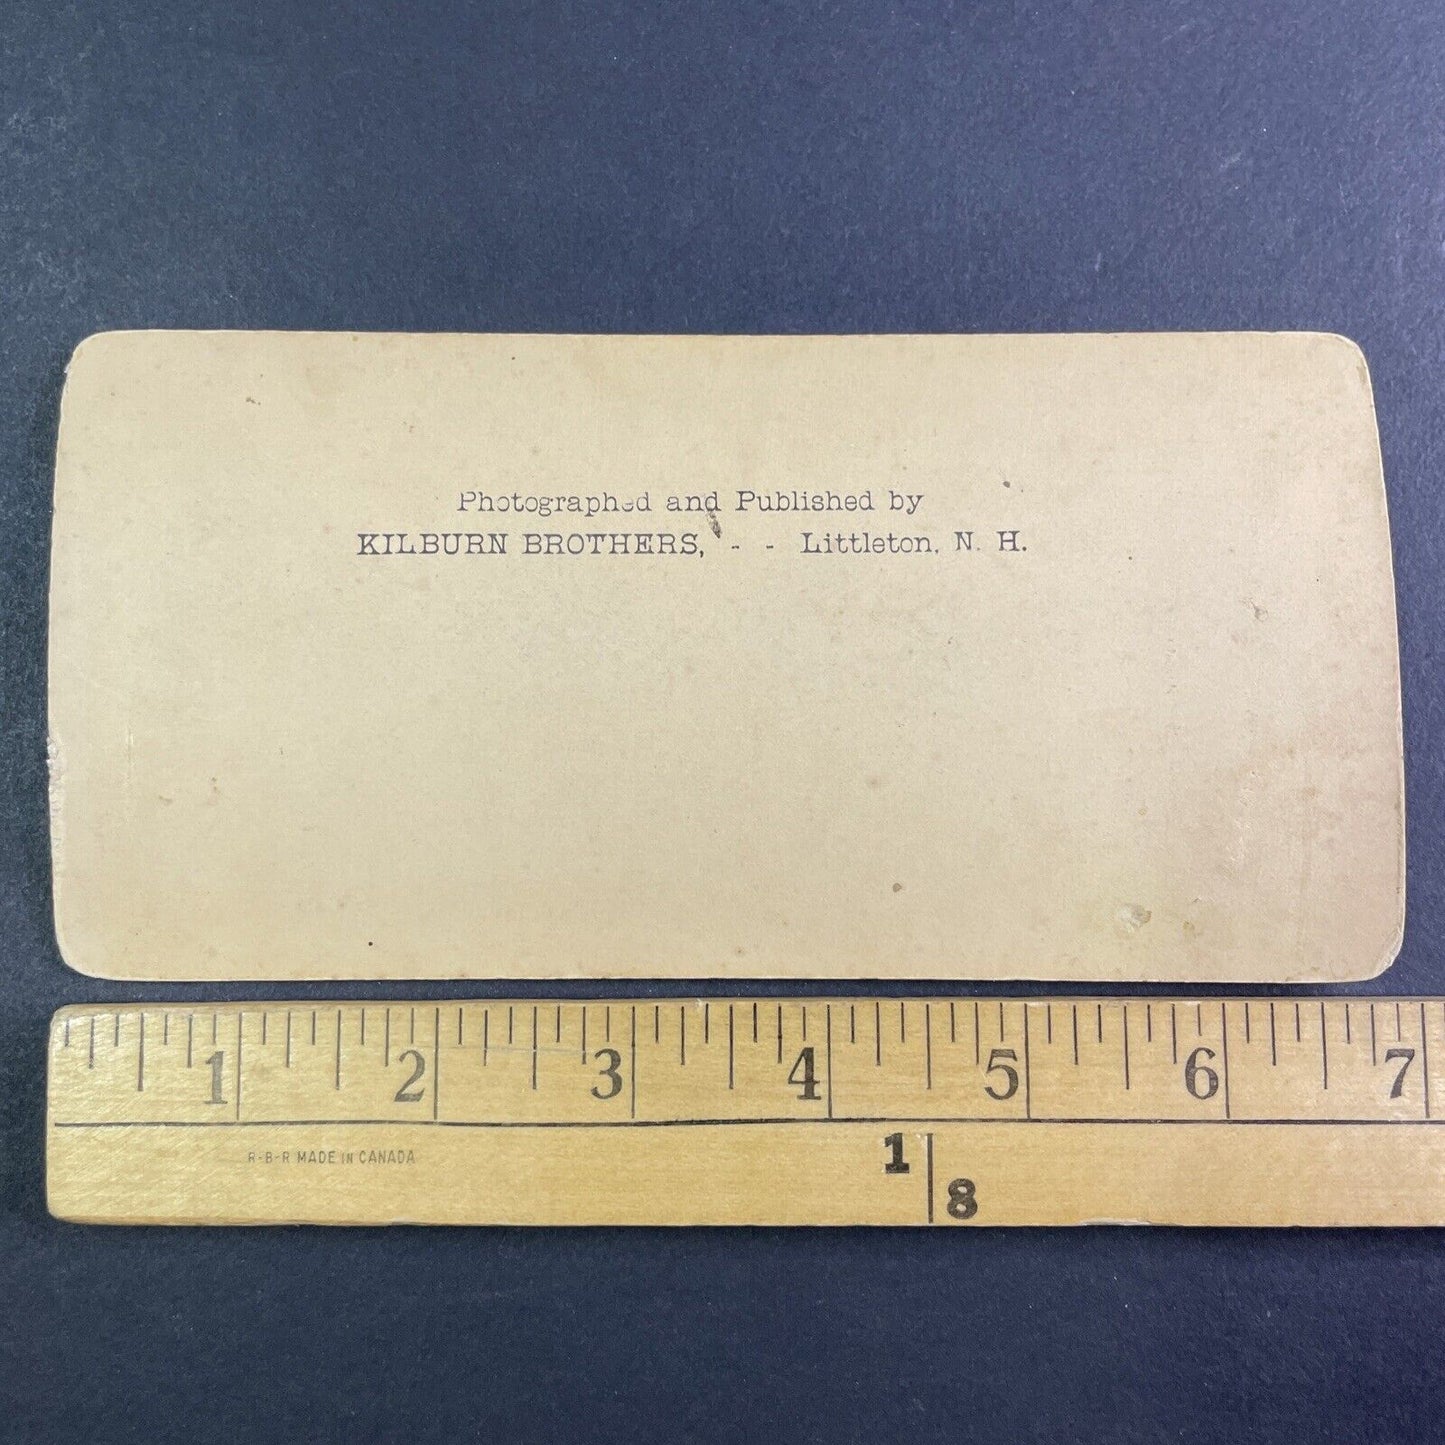 Photographed and Published by
KILBURN BROTHERS, - - Littleton, N. H.
1 2 3 4 5 6 7
R-B-R MADE IN CANADA
1
8